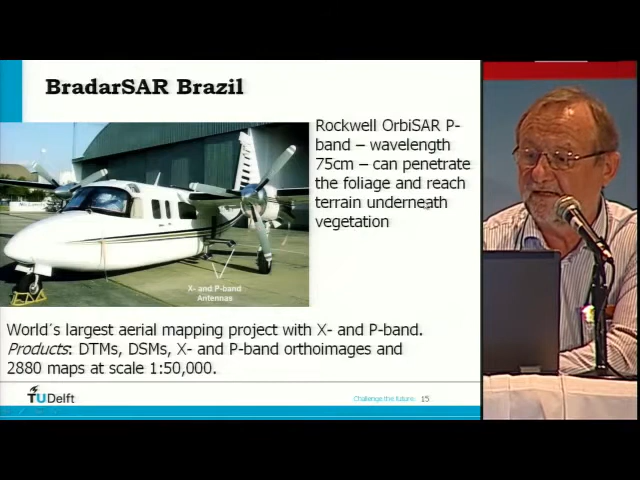 BradarSAR Brazil
Rockwell OrbiSAR P-
band – wavelength
75cm – can penetrate
the foliage and reach
terrain underneath
vegetation
X- and P-band
Antennas
World´s largest aerial mapping project with X- and P-band.
Products: DTMs, DSMs, X- and P-band orthoimages and
2880 maps at scale 1:50,000.
TUDelft
Challenge the future
15